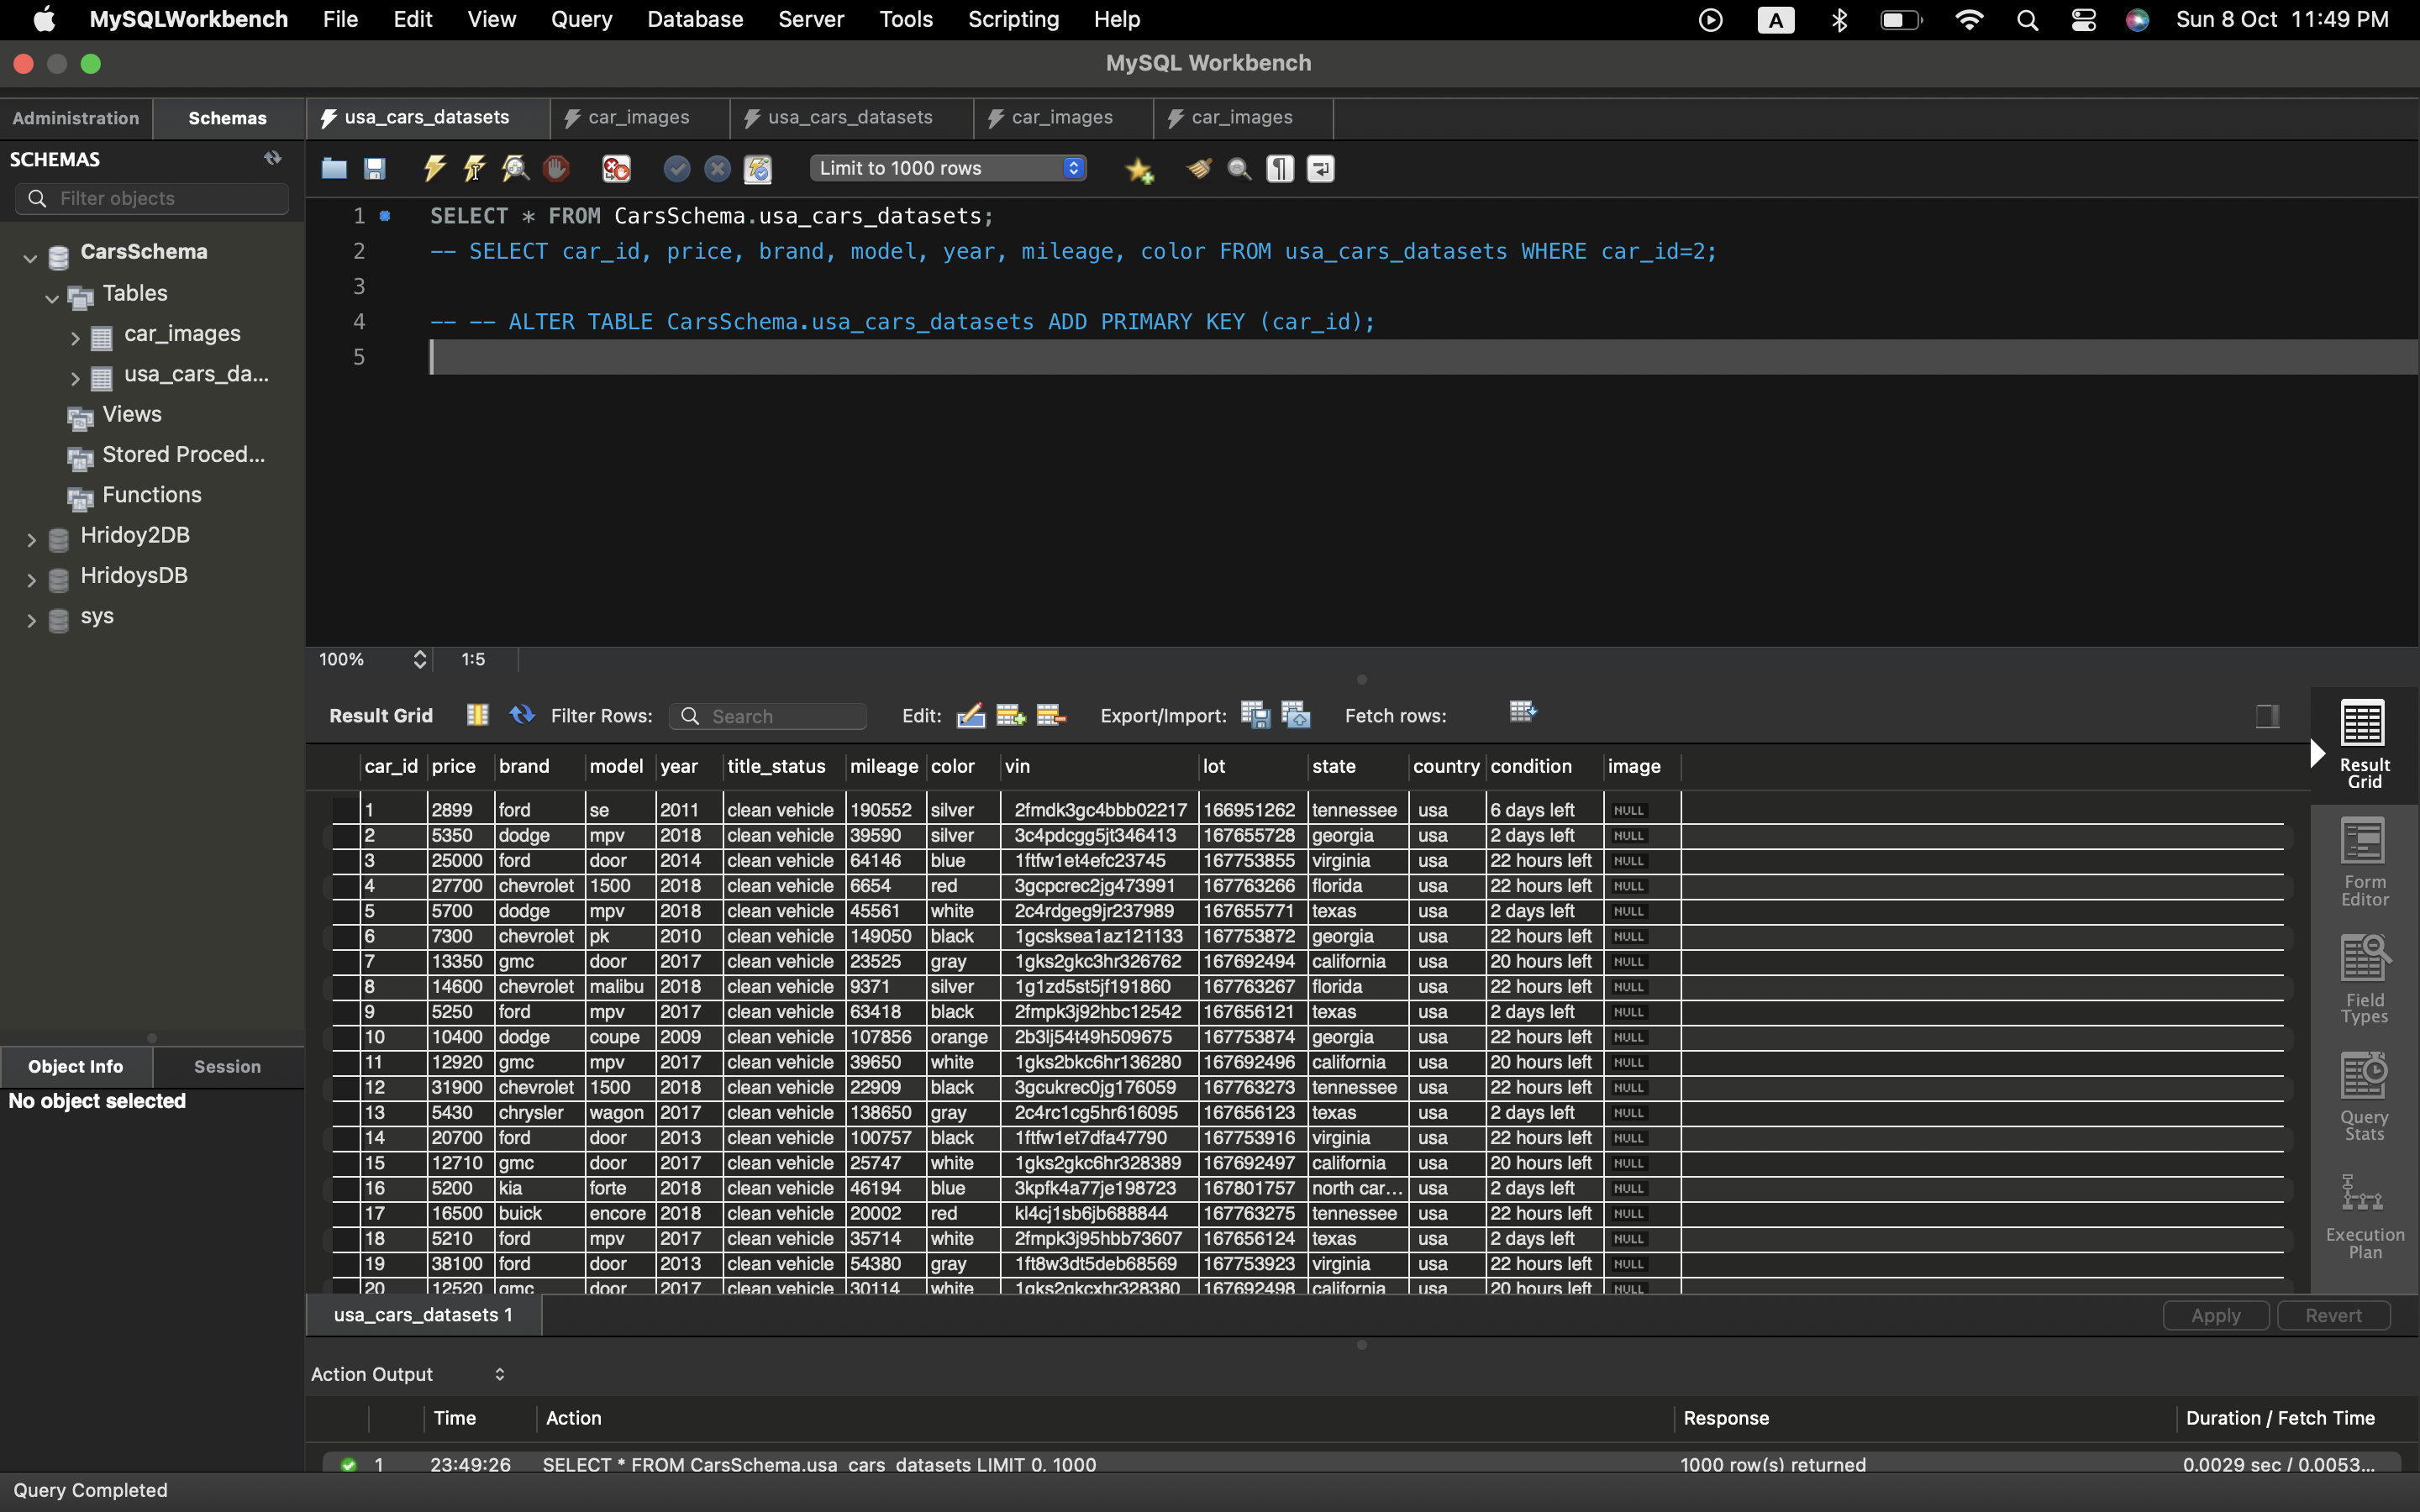 MySQLWorkbench File Edit View Query Database Server Tools Scripting Help A Sun 8 Oct 11:49 PM
MySQL Workbench
Administration Schemas usa_cars_datasets car_images usa_cars_datasets car_images car_images
SCHEMAS
Limit to 1000 rows
Filter objects
CarsSchema
Tables
car_images
usa_cars_da...
Views
Stored Proced...
Functions
Hridoy2DB
HridoysDB
sys
1 SELECT * FROM CarsSchema.usa_cars_datasets;
2 -- SELECT car_id, price, brand, model, year, mileage, color FROM usa_cars_datasets WHERE car_id=2;
3
4 -- -- ALTER TABLE CarsSchema.usa_cars_datasets ADD PRIMARY KEY (car_id);
5
100% 1:5
Result Grid Filter Rows: Search Edit: Export/Import: Fetch rows:
car_id price brand model year title_status mileage color vin lot state country condition image
1 2899 ford se 2011 clean vehicle 190552 silver 2fmdk3gc4bbb02217 166951262 tennessee usa 6 days left NULL
2 5350 dodge mpv 2018 clean vehicle 39590 silver 3c4pdcgg5jt346413 167655728 georgia usa 2 days left NULL
3 25000 ford door 2014 clean vehicle 64146 blue 1ftfw1et4efc23745 167753855 virginia usa 22 hours left NULL
4 27700 chevrolet 1500 2018 clean vehicle 6654 red 3gcpcrec2jg473991 167763266 florida usa 22 hours left NULL
5 5700 dodge mpv 2018 clean vehicle 45561 white 2c4rdgeg9jr237989 167655771 texas usa 2 days left NULL
6 7300 chevrolet pk 2010 clean vehicle 149050 black 1gcsksea1az121133 167753872 georgia usa 22 hours left NULL
7 13350 gmc door 2017 clean vehicle 23525 gray 1gks2gkc3hr326762 167692494 california usa 20 hours left NULL
8 14600 chevrolet malibu 2018 clean vehicle 9371 silver 1g1zd5st5jf191860 167763267 florida usa 22 hours left NULL
9 5250 ford mpv 2017 clean vehicle 63418 black 2fmpk3j92hbc12542 167656121 texas usa 2 days left NULL
10 10400 dodge coupe 2009 clean vehicle 107856 orange 2b3lj54t49h509675 167753874 georgia usa 22 hours left NULL
11 12920 gmc mpv 2017 clean vehicle 39650 white 1gks2bkc6hr136280 167692496 california usa 20 hours left NULL
12 31900 chevrolet 1500 2018 clean vehicle 22909 black 3gcukrec0jg176059 167763273 tennessee usa 22 hours left NULL
13 5430 chrysler wagon 2017 clean vehicle 138650 gray 2c4rc1cg5hr616095 167656123 texas usa 2 days left NULL
14 20700 ford door 2013 clean vehicle 100757 black 1ftfw1et7dfa47790 167753916 virginia usa 22 hours left NULL
15 12710 gmc door 2017 clean vehicle 25747 white 1gks2gkc6hr328389 167692497 california usa 20 hours left NULL
16 5200 kia forte 2018 clean vehicle 46194 blue 3kpfk4a77je198723 167801757 north car... usa 2 days left NULL
17 16500 buick encore 2018 clean vehicle 20002 red kl4cj1sb6jb688844 167763275 tennessee usa 22 hours left NULL
18 5210 ford mpv 2017 clean vehicle 35714 white 2fmpk3j95hbb73607 167656124 texas usa 2 days left NULL
19 38100 ford door 2013 clean vehicle 54380 gray 1ft8w3dt5deb68569 167753923 virginia usa 22 hours left NULL
20 12520 gmc door 2017 clean vehicle 30114 white 1gks2gkcxhr328380 167692498 california usa 20 hours left NULL
Result Grid
Form Editor
Field Types
Query Stats
Execution Plan
Object Info Session
No object selected
usa_cars_datasets 1 Apply Revert
Action Output
Time Action Response Duration / Fetch Time
1 23:49:26 SELECT * FROM CarsSchema.usa_cars_datasets LIMIT 0, 1000 1000 row(s) returned 0.0029 sec / 0.0053...
Query Completed